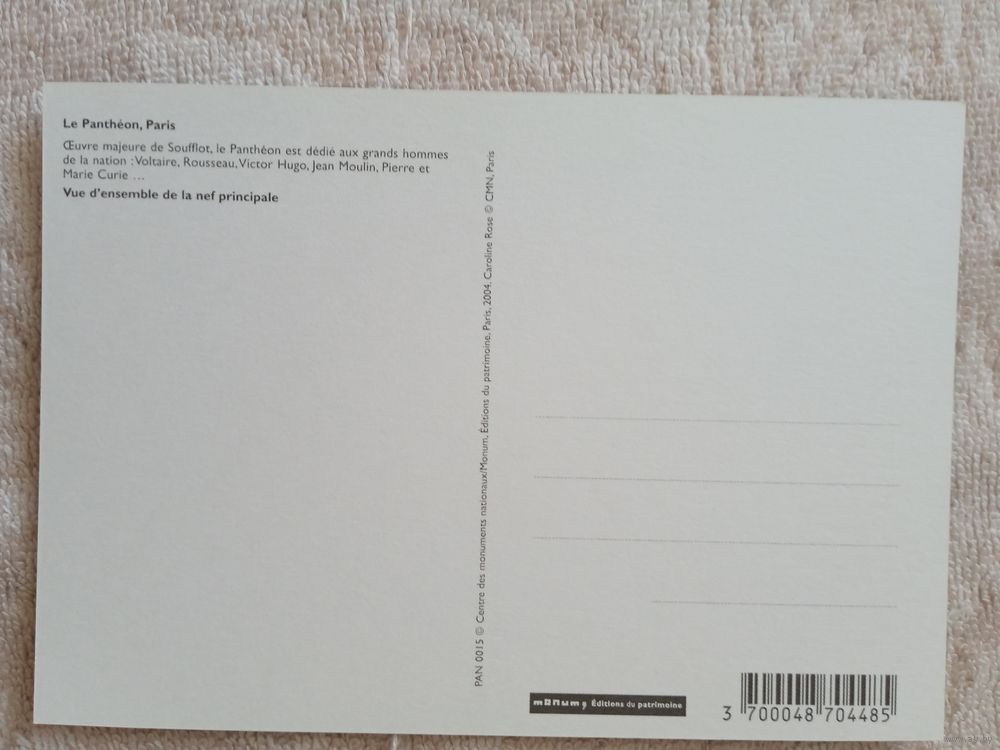 Le Panthéon, Paris
Œuvre majeure de Soufflot, le Panthéon est dédié aux grands hommes
de la nation : Voltaire, Rousseau, Victor Hugo, Jean Moulin, Pierre et
Marie Curie ...
Vue d'ensemble de la nef principale
PAN 0015 © Centre des monuments nationaux/Monum, Éditions du patrimoine, Paris, 2004, Caroline Rose © CMN, Paris
monum, Éditions du patrimoine
3 700048 704485